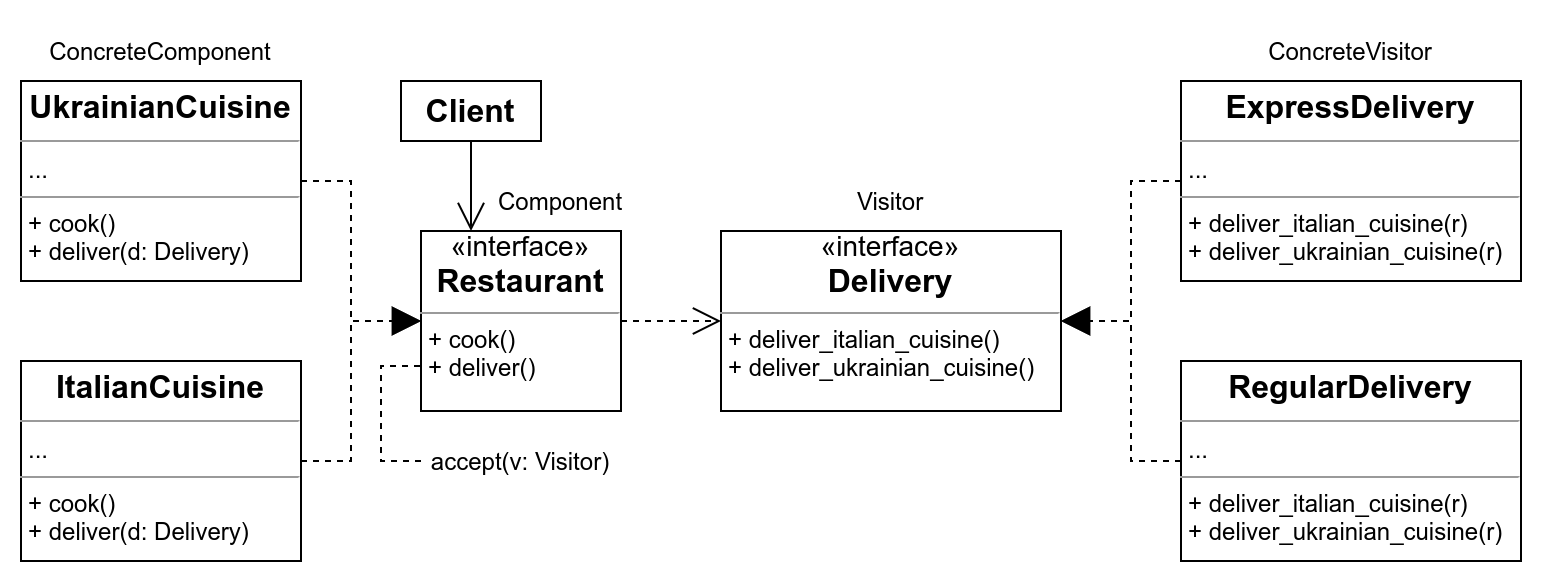 ConcreteComponent
UkrainianCuisine
...
+ cook()
+ deliver(d: Delivery)
ItalianCuisine
...
+ cook()
+ deliver(d: Delivery)
Client
Component
«interface»
Restaurant
+ cook()
+ deliver()
accept(v: Visitor)
Visitor
«interface»
Delivery
+ deliver_italian_cuisine()
+ deliver_ukrainian_cuisine()
ConcreteVisitor
ExpressDelivery
...
+ deliver_italian_cuisine(r)
+ deliver_ukrainian_cuisine(r)
RegularDelivery
...
+ deliver_italian_cuisine(r)
+ deliver_ukrainian_cuisine(r)